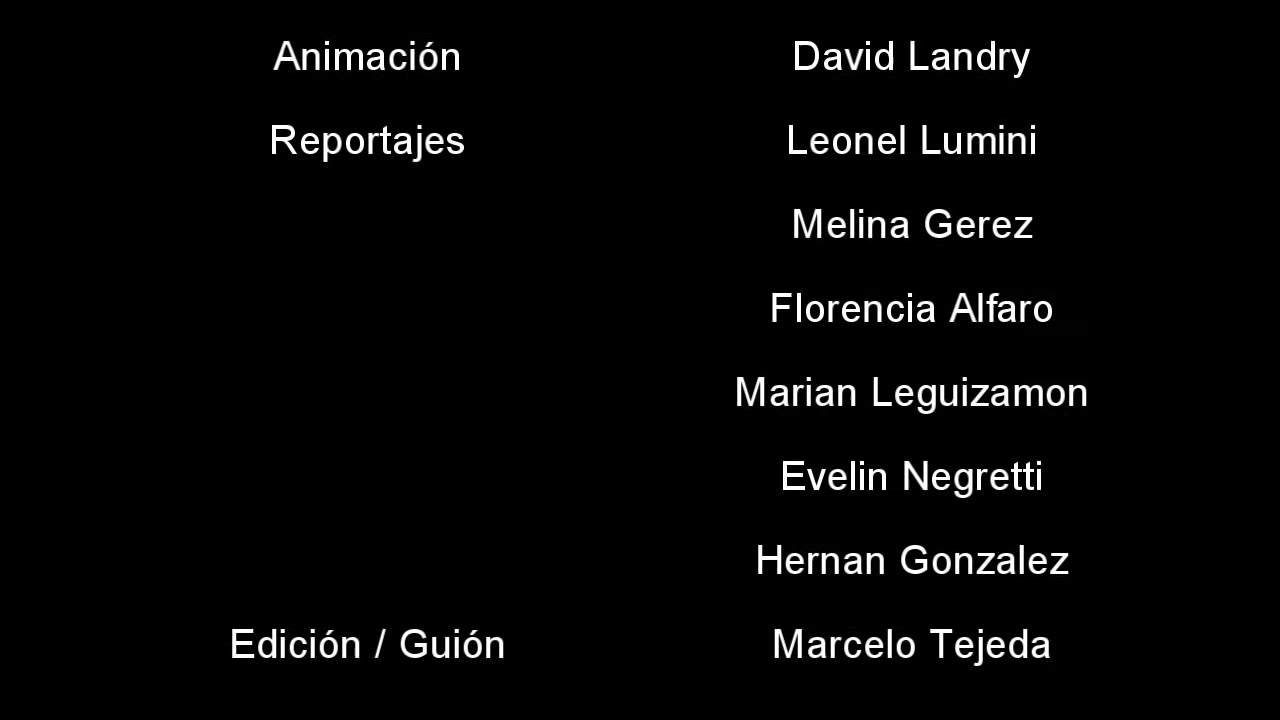 Animación David Landry
Reportajes Leonel Lumini
Melina Gerez
Florencia Alfaro
Marian Leguizamon
Evelin Negretti
Hernan Gonzalez
Edición / Guión Marcelo Tejeda